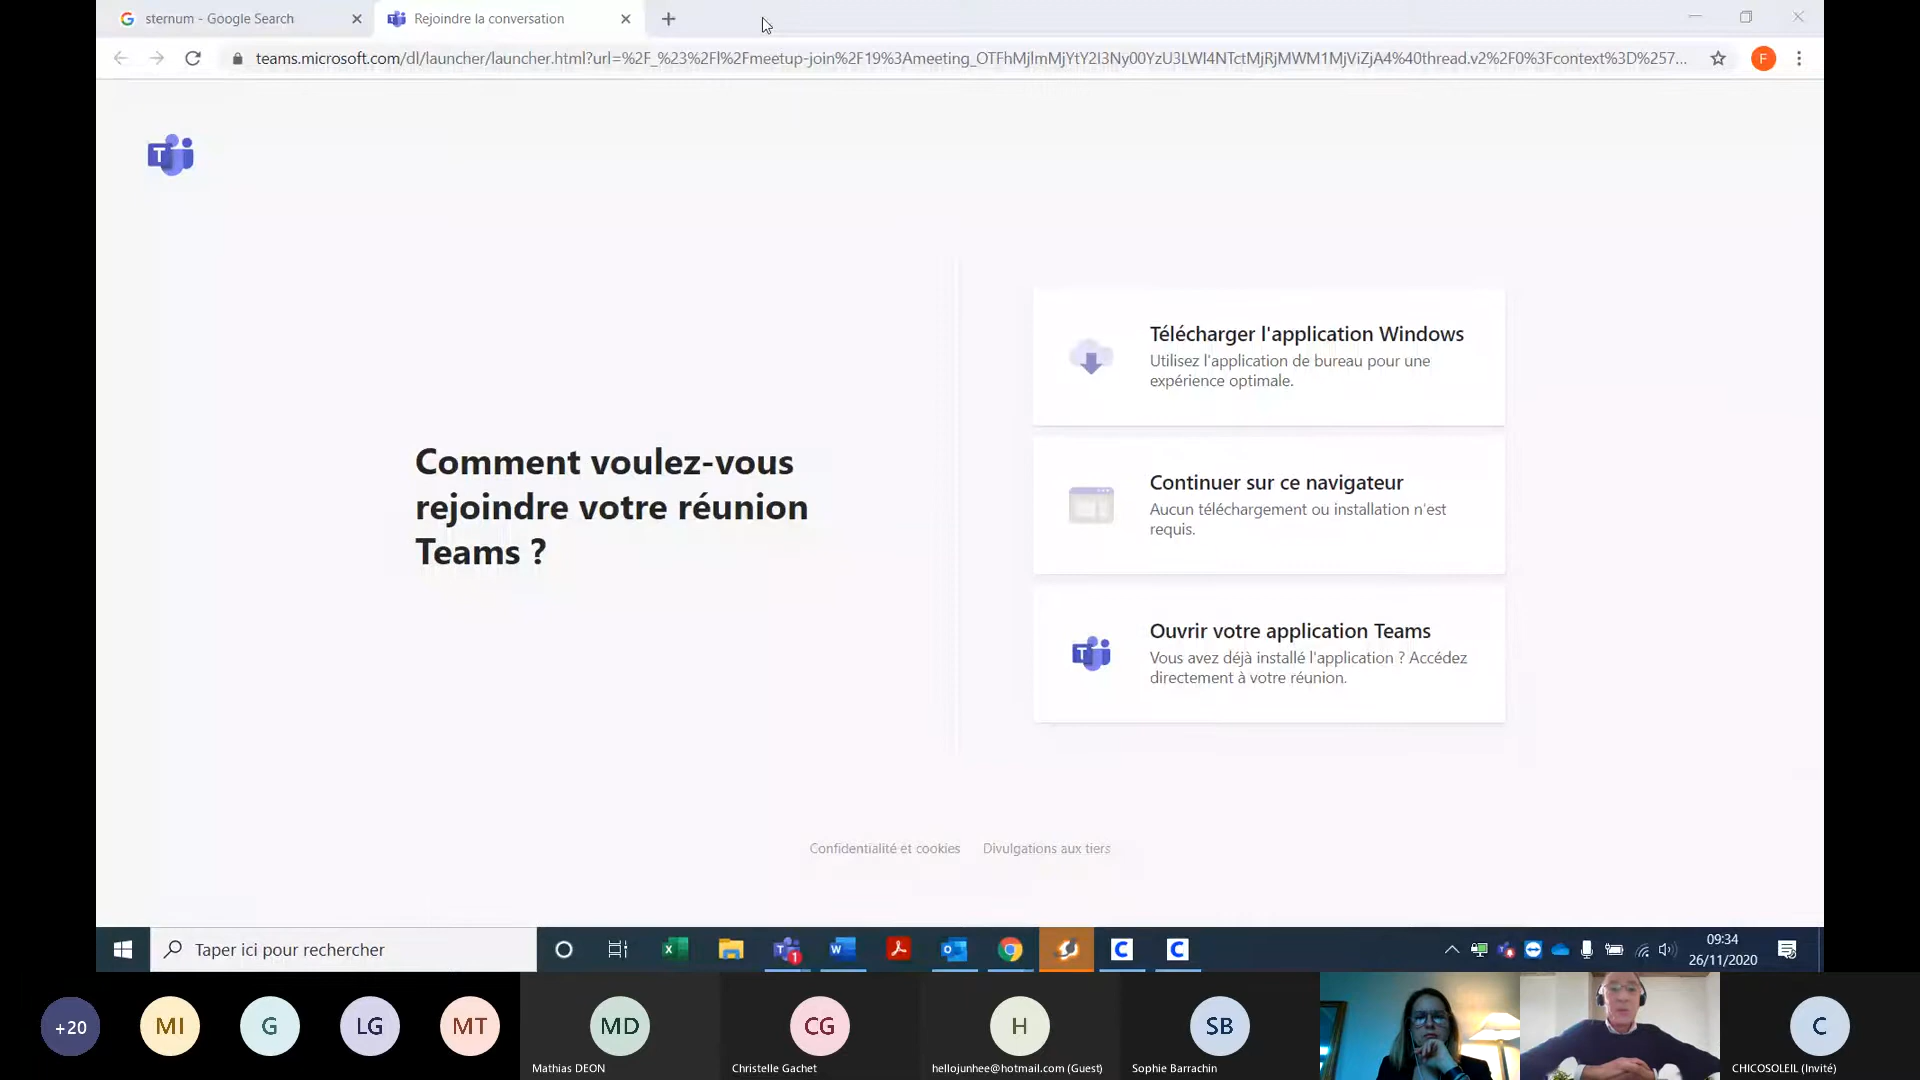 sternum - Google Search
Rejoindre la conversation
teams.microsoft.com/dl/launcher/launcher.html?url=%2F_%23%2Fl%2Fmeetup-join%2F19%3Ameeting_OTFhMjlmMjYtY2I3Ny00YzU3LWI4NTctMjRjMWM1MjViZjA4%40thread.v2%2F0%3Fcontext%3D%257...
F
T
Télécharger l'application Windows
Utilisez l'application de bureau pour une
expérience optimale.
Comment voulez-vous
rejoindre votre réunion
Teams ?
Continuer sur ce navigateur
Aucun téléchargement ou installation n'est
requis.
T
Ouvrir votre application Teams
Vous avez déjà installé l'application ? Accédez
directement à votre réunion.
Confidentialité et cookies
Divulgations aux tiers
Taper ici pour rechercher
09:34
26/11/2020
+20
MI
G
LG
MT
MD
CG
H
SB
C
Mathias DEON
Christelle Gachet
hellojunhee@hotmail.com (Guest)
Sophie Barrachin
CHICOSOLEIL (Invité)